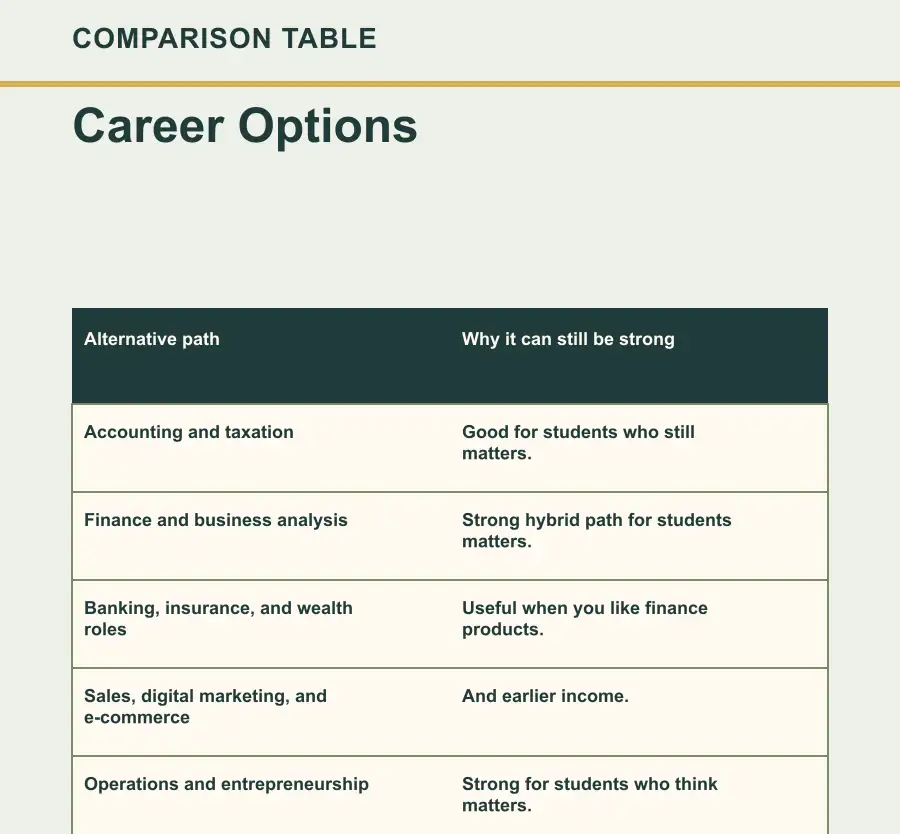 COMPARISON TABLE
Career Options
Alternative path
Why it can still be strong
Accounting and taxation
Good for students who still
matters.
Finance and business analysis
Strong hybrid path for students
matters.
Banking, insurance, and wealth
roles
Useful when you like finance
products.
Sales, digital marketing, and
e-commerce
And earlier income.
Operations and entrepreneurship
Strong for students who think
matters.